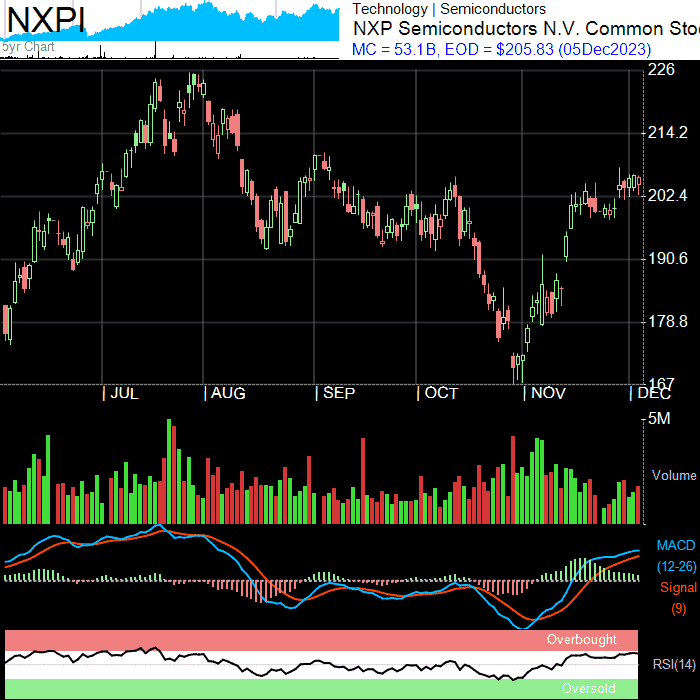 NXPI
5yr Chart
Technology | Semiconductors
NXP Semiconductors N.V. Common Sto
MC = 53.1B, EOD = $205.83 (05Dec2023)
226
214.2
202.4
190.6
178.8
167
JUL AUG SEP OCT NOV DEC
5M
Volume
MACD
(12-26)
Signal
(9)
Overbought
RSI(14)
Oversold